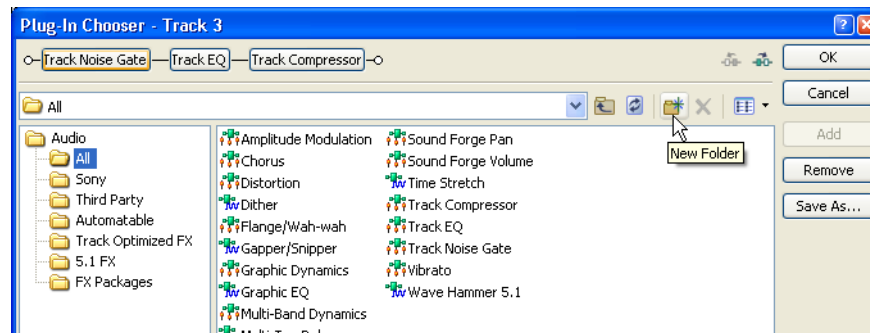 Plug-In Chooser - Track 3
Track Noise Gate Track EQ Track Compressor
OK
All
Cancel
New Folder
Add
Remove
Save As...
Audio
All
Sony
Third Party
Automatable
Track Optimized FX
5.1 FX
FX Packages
Amplitude Modulation
Chorus
Distortion
Dither
Flange/Wah-wah
Gapper/Snipper
Graphic Dynamics
Graphic EQ
Multi-Band Dynamics
Sound Forge Pan
Sound Forge Volume
Time Stretch
Track Compressor
Track EQ
Track Noise Gate
Vibrato
Wave Hammer 5.1